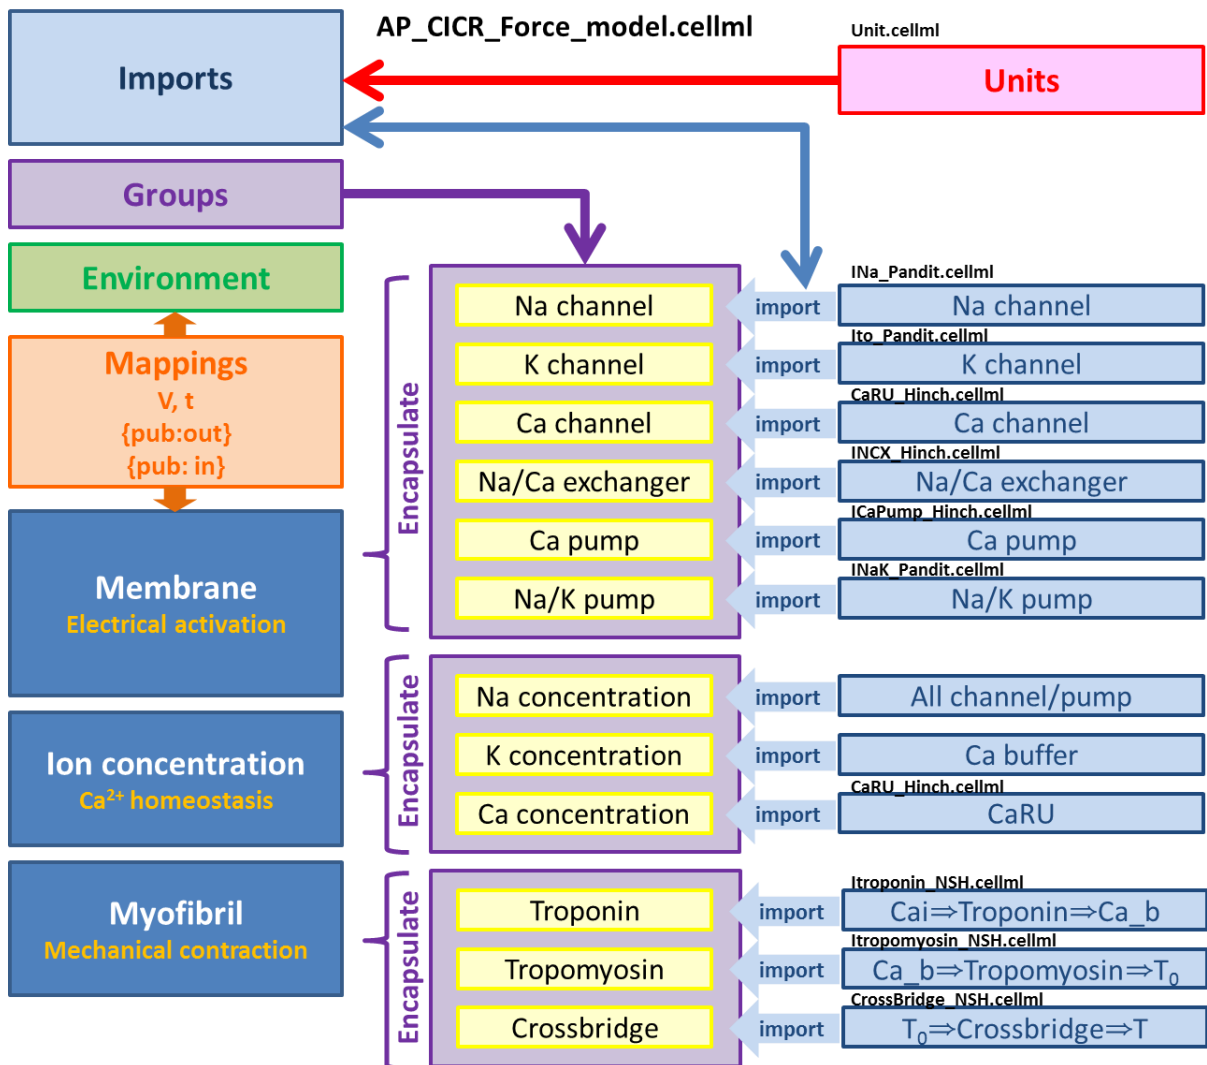 AP_CICR_Force_model.cellml
Unit.cellml
Imports
Units
Groups
Environment
Mappings
V, t
{pub:out}
{pub: in}
Membrane
Electrical activation
Ion concentration
Ca²⁺ homeostasis
Myofibril
Mechanical contraction
Encapsulate
Na channel
import
INa_Pandit.cellml
Na channel
K channel
import
Ito_Pandit.cellml
K channel
Ca channel
import
CaRU_Hinch.cellml
Ca channel
Na/Ca exchanger
import
INCX_Hinch.cellml
Na/Ca exchanger
Ca pump
import
ICaPump_Hinch.cellml
Ca pump
Na/K pump
import
INaK_Pandit.cellml
Na/K pump
Encapsulate
Na concentration
import
All channel/pump
K concentration
import
Ca buffer
Ca concentration
import
CaRU_Hinch.cellml
CaRU
Encapsulate
Troponin
import
Itroponin_NSH.cellml
Cai⇒Troponin⇒Ca_b
Tropomyosin
import
Itropomyosin_NSH.cellml
Ca_b⇒Tropomyosin⇒T₀
Crossbridge
import
CrossBridge_NSH.cellml
T₀⇒Crossbridge⇒T